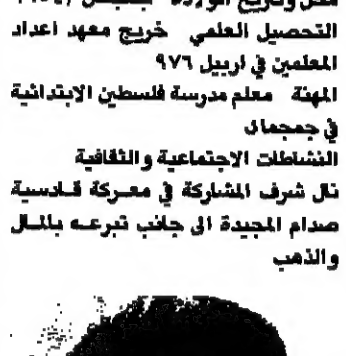 التحصيل العلمي خريج معهد اعداد
المعلمين في اربيل ٩٧٦
المهنة معلم مدرسة فلسطين الابتدائية
في جمجمال
النشاطات الاجتماعية والثقافية
نال شرف المشاركة في معركة قادسية
صدام المجيدة الى جانب تبرعه بالمال
والذهب